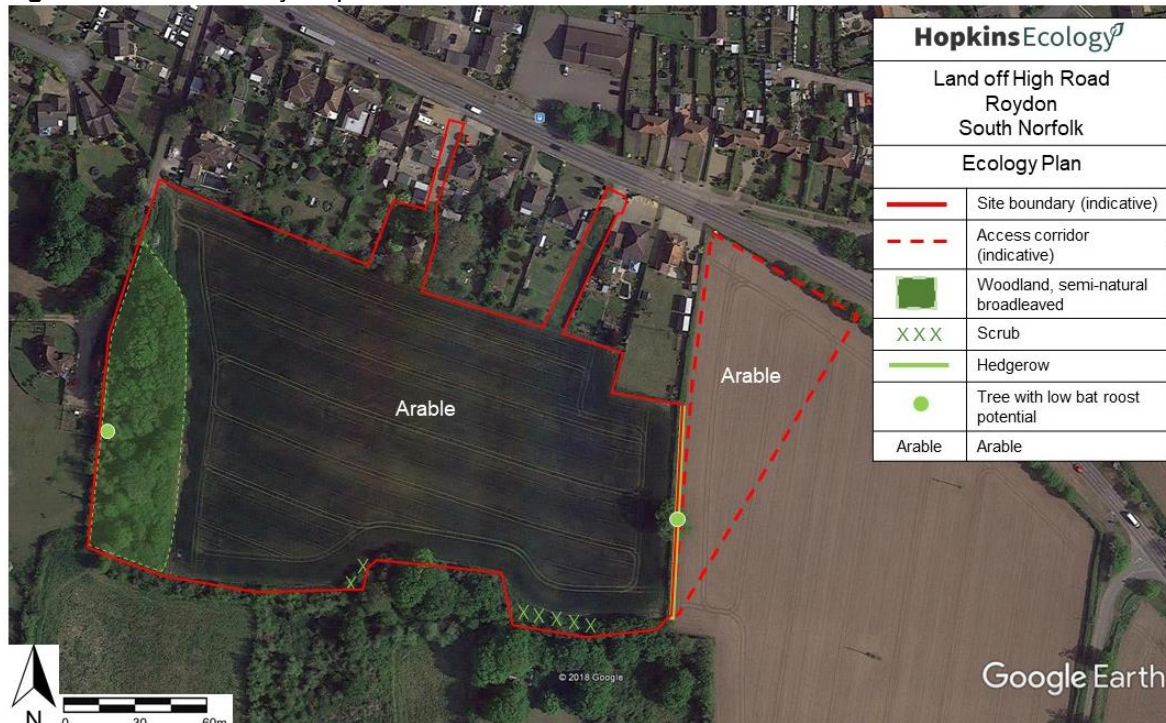 Hopkins Ecology
Land off High Road
Roydon
South Norfolk
Ecology Plan
Site boundary (indicative)
Access corridor
(indicative)
Woodland, semi-natural
broadleaved
X X X Scrub
Hedgerow
Tree with low bat roost
potential
Arable Arable
Arable
Arable
X
X
X X X X X
© 2018 Google
Google Earth
N
0 30 60m